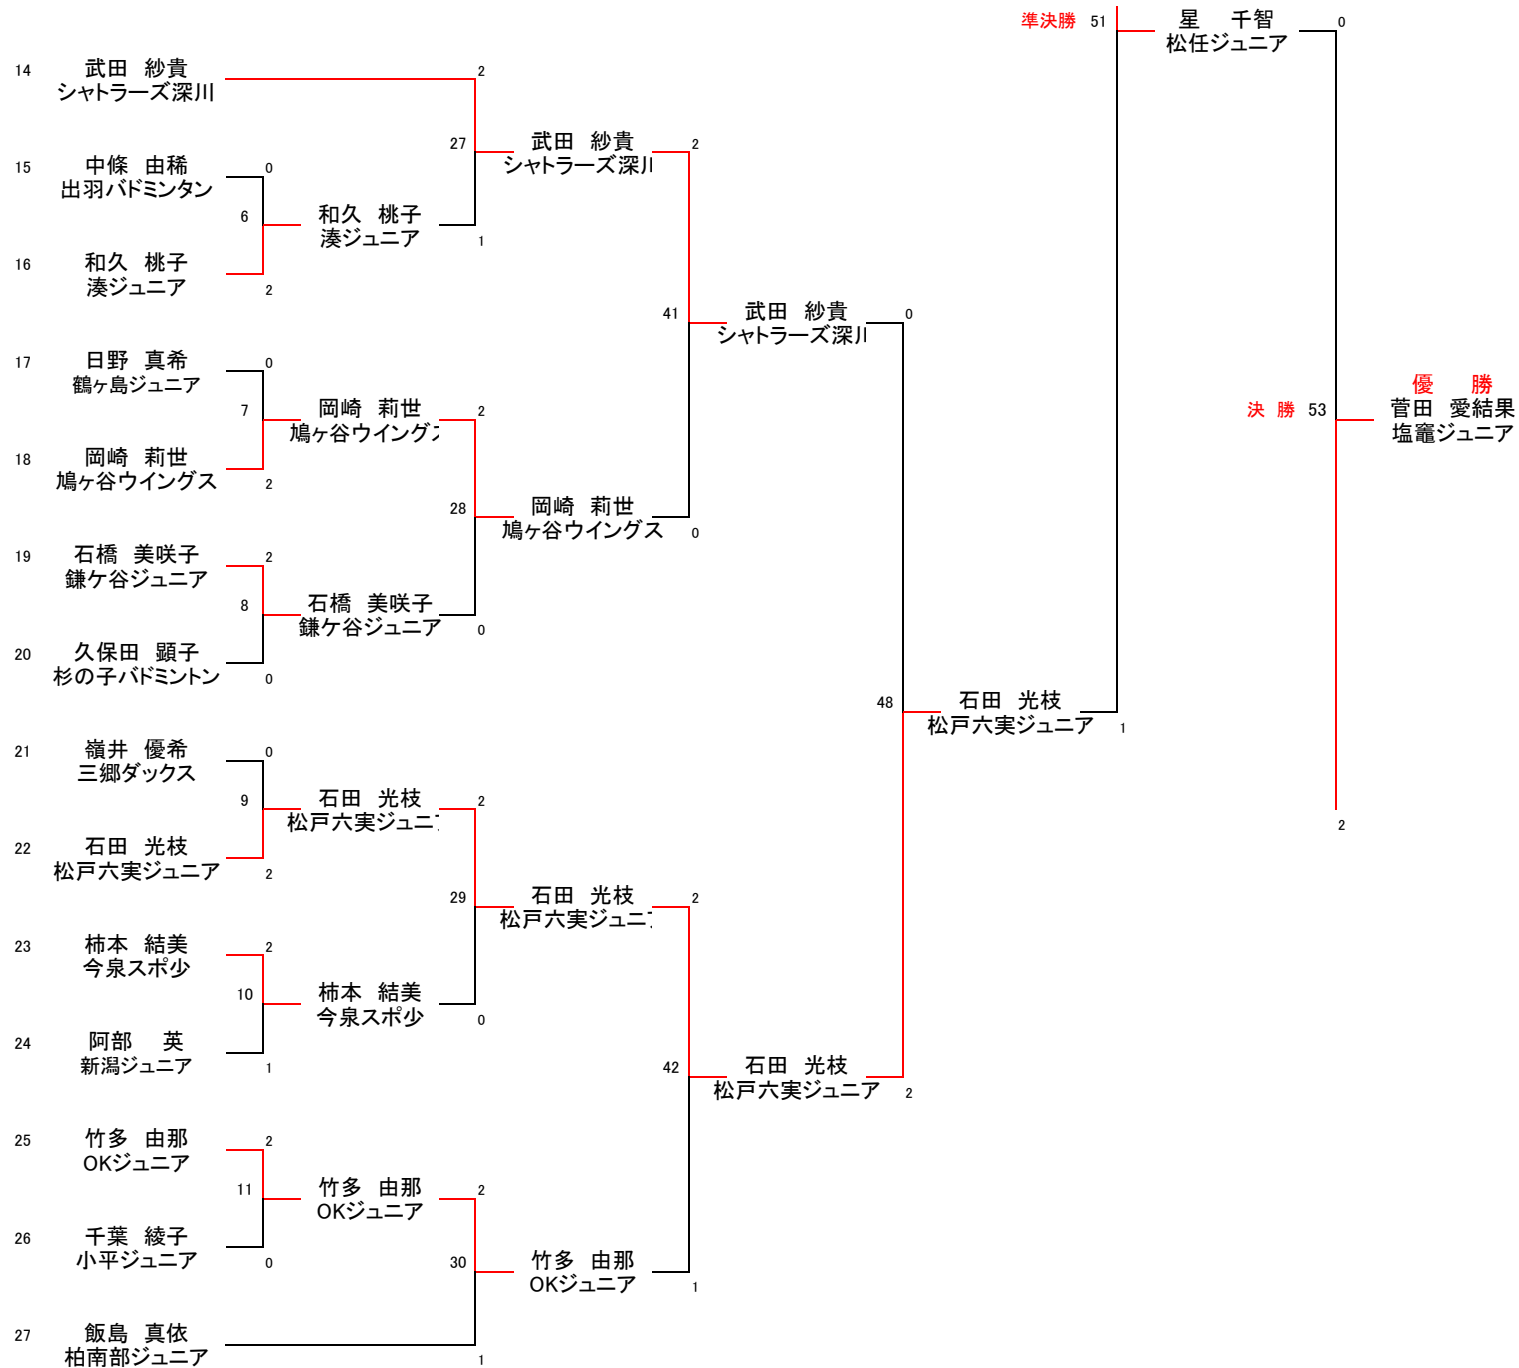 準決勝 51
星 千智
松任ジュニア
0
14
武田 紗貴
シャトラーズ深川
2
27
武田 紗貴
シャトラーズ深川
2
15
中條 由稀
出羽バドミンタン
0
6
和久 桃子
湊ジュニア
1
16
和久 桃子
湊ジュニア
2
41
武田 紗貴
シャトラーズ深川
0
17
日野 真希
鶴ヶ島ジュニア
0
7
岡崎 莉世
鳩ヶ谷ウイングス
2
18
岡崎 莉世
鳩ヶ谷ウイングス
2
決 勝 53
優 勝
菅田 愛結果
塩竈ジュニア
28
岡崎 莉世
鳩ヶ谷ウイングス
0
19
石橋 美咲子
鎌ケ谷ジュニア
2
8
石橋 美咲子
鎌ケ谷ジュニア
0
20
久保田 顕子
杉の子バドミントン
0
48
石田 光枝
松戸六実ジュニア
1
21
嶺井 優希
三郷ダックス
0
9
石田 光枝
松戸六実ジュニ
2
22
石田 光枝
松戸六実ジュニア
2
2
29
石田 光枝
松戸六実ジュニ
2
23
柿本 結美
今泉スポ少
2
10
柿本 結美
今泉スポ少
0
24
阿部 英
新潟ジュニア
1
42
石田 光枝
松戸六実ジュニア
2
25
竹多 由那
OKジュニア
2
11
竹多 由那
OKジュニア
2
26
千葉 綾子
小平ジュニア
0
30
竹多 由那
OKジュニア
1
27
飯島 真依
柏南部ジュニア
1